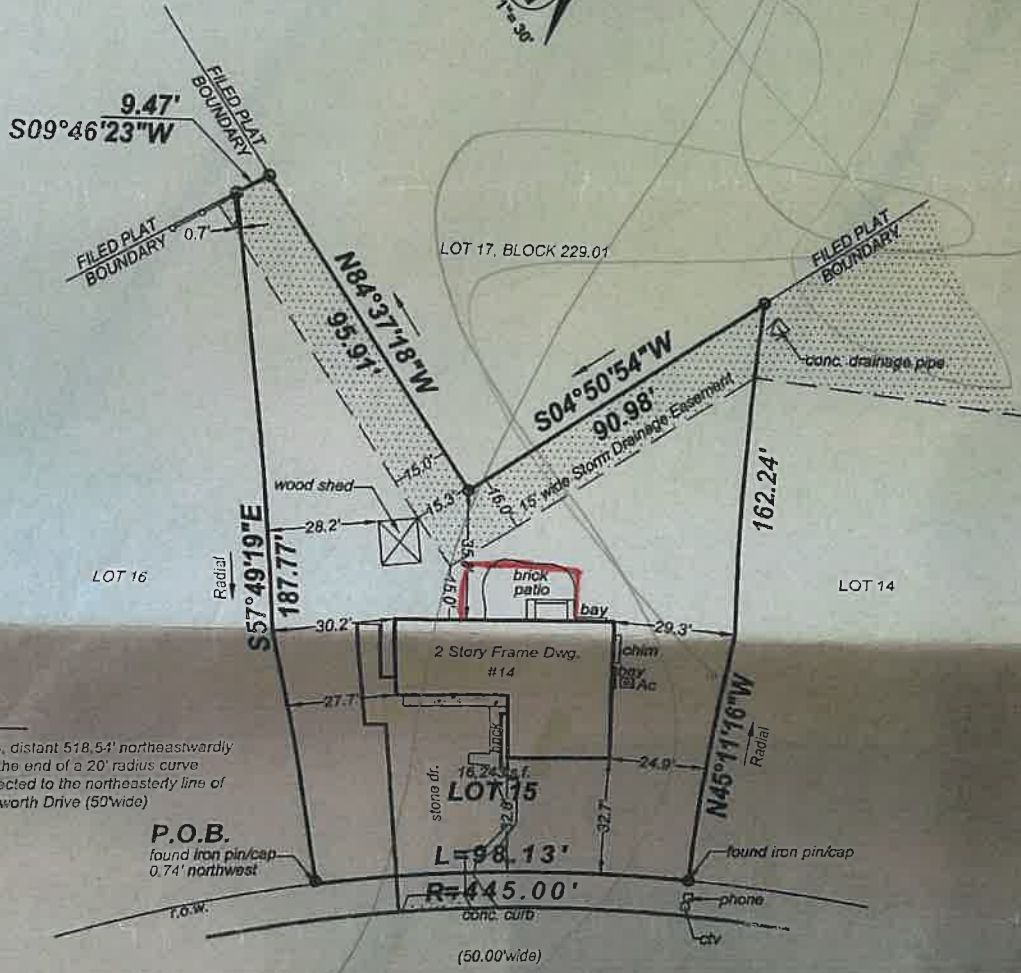 1"= 30'
9.47'
S09°46'23"W
FILED PLAT
BOUNDARY
FILED PLAT
BOUNDARY
0.7'
LOT 17, BLOCK 229.01
FILED PLAT
BOUNDARY
N84°37'18"W
95.91'
S04°50'54"W
90.98'
conc. drainage pipe
15' wide Storm Drainage Easement
15.0'
15.3'
16.0'
wood shed
28.2'
162.24'
S57°49'19"E
187.77'
Radial
LOT 16
LOT 14
15.0'
brick
patio
bay
30.2'
29.3'
2 Story Frame Dwg.
#14
chim
bay
Ac
27.7'
brick
24.9'
N45°11'16"W
Radial
, distant 518.54' northeastwardly
the end of a 20' radius curve
ected to the northeasterly line of
worth Drive (50'wide)
16,243 s.f.
LOT 15
stone dr.
32.8'
32.7'
P.O.B.
found iron pin/cap
0.74' northwest
L=98.13'
R=445.00'
found iron pin/cap
r.o.w.
conc. curb
phone
ctv
(50.00'wide)